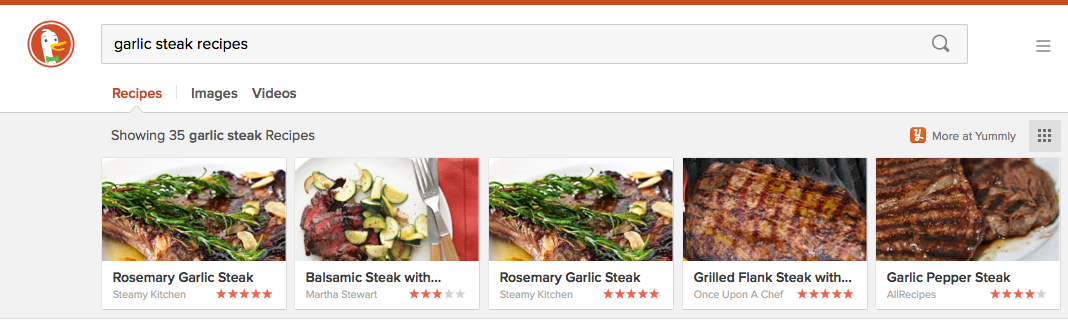 garlic steak recipes
Recipes Images Videos
Showing 35 garlic steak Recipes
More at Yummly
Rosemary Garlic Steak
Steamy Kitchen
Balsamic Steak with...
Martha Stewart
Rosemary Garlic Steak
Steamy Kitchen
Grilled Flank Steak with...
Once Upon A Chef
Garlic Pepper Steak
AllRecipes